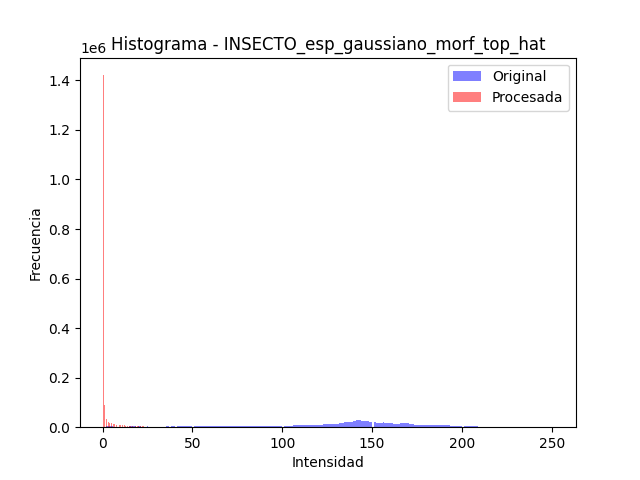 Histograma - INSECTO_esp_gaussiano_morf_top_hat
1e6
Original
Procesada
1.4
1.2
1.0
0.8
0.6
0.4
0.2
0.0
Frecuencia
0 50 100 150 200 250
Intensidad